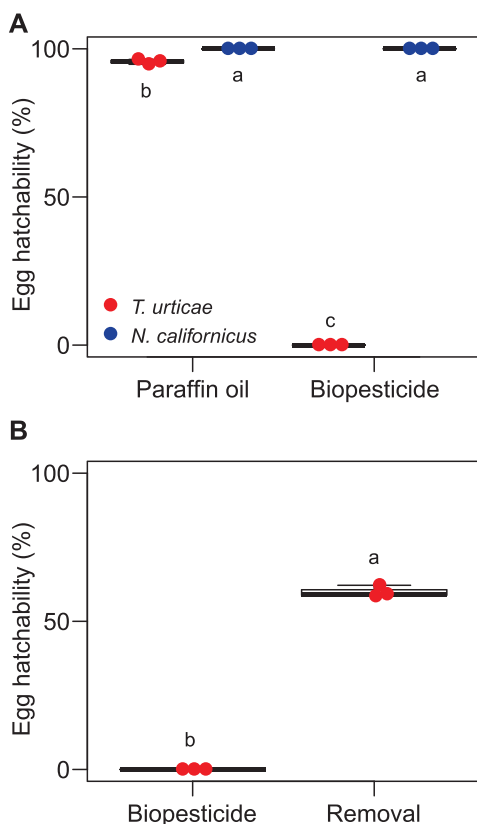 A
Egg hatchability (%)
100
50
0
b
a
a
c
T. urticae
N. californicus
Paraffin oil
Biopesticide
B
Egg hatchability (%)
100
50
0
a
b
Biopesticide
Removal